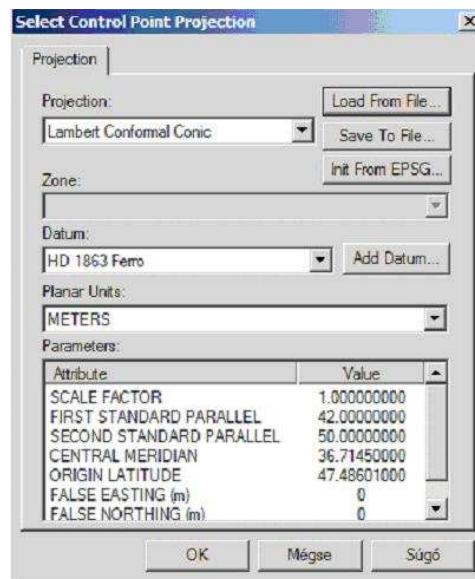 Select Control Point Projection
Projection
Projection:
Load From File...
Lambert Conformal Conic
Save To File...
Init From EPSG...
Zone:
Datum:
HD 1863 Ferro
Add Datum...
Planar Units:
METERS
Parameters:
Attribute Value
SCALE FACTOR 1.000000000
FIRST STANDARD PARALLEL 42.00000000
SECOND STANDARD PARALLEL 50.00000000
CENTRAL MERIDIAN 36.71450000
ORIGIN LATITUDE 47.48601000
FALSE EASTING (m) 0
FALSE NORTHING (m) 0
OK Mégse Súgó